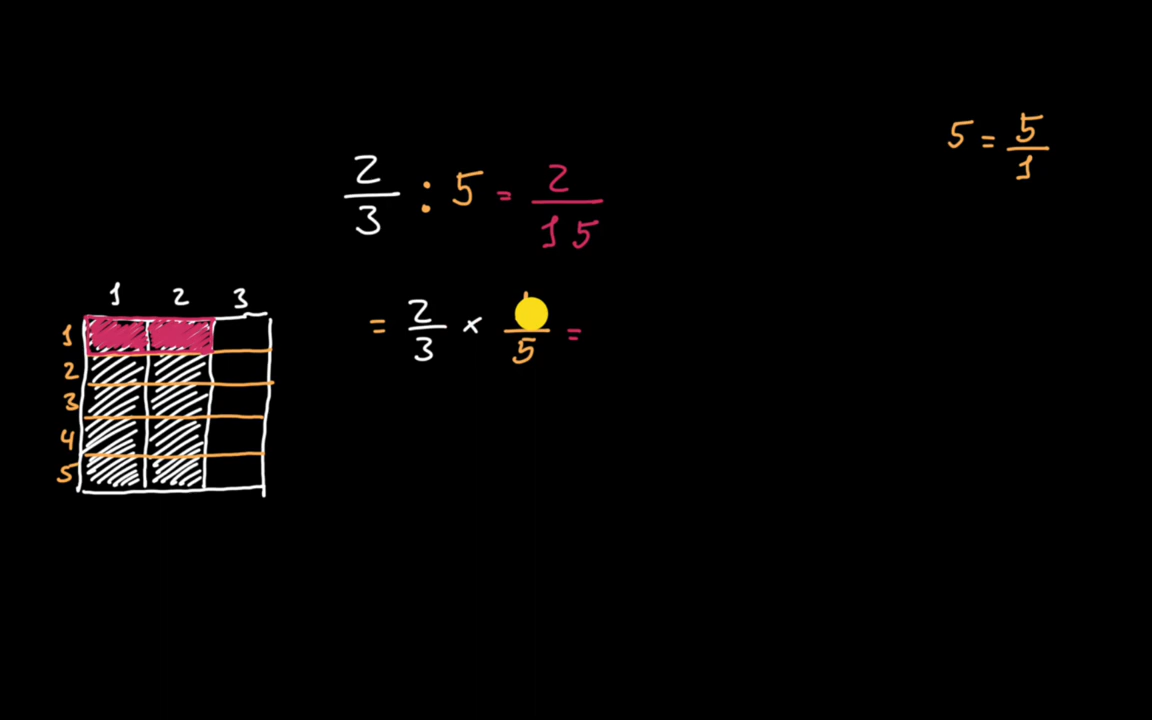 5 = 5/1
2/3 : 5 = 2/15
1 2 3
= 2/3 × /5 =
1
2
3
4
5